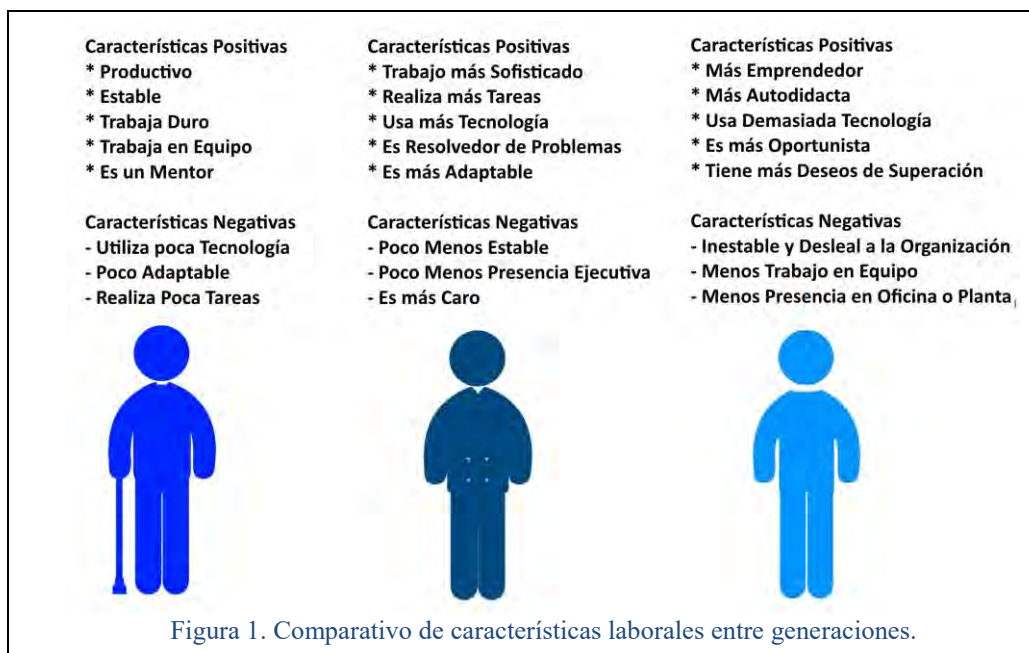 Características Positivas
* Productivo
* Estable
* Trabaja Duro
* Trabaja en Equipo
* Es un Mentor
Características Negativas
- Utiliza poca Tecnología
- Poco Adaptable
- Realiza Poca Tareas
Características Positivas
* Trabajo más Sofisticado
* Realiza más Tareas
* Usa más Tecnología
* Es Resolvedor de Problemas
* Es más Adaptable
Características Negativas
- Poco Menos Estable
- Poco Menos Presencia Ejecutiva
- Es más Caro
Características Positivas
* Más Emprendedor
* Más Autodidacta
* Usa Demasiada Tecnología
* Es más Oportunista
* Tiene más Deseos de Superación
Características Negativas
- Inestable y Desleal a la Organización
- Menos Trabajo en Equipo
- Menos Presencia en Oficina o Planta
Figura 1. Comparativo de características laborales entre generaciones.